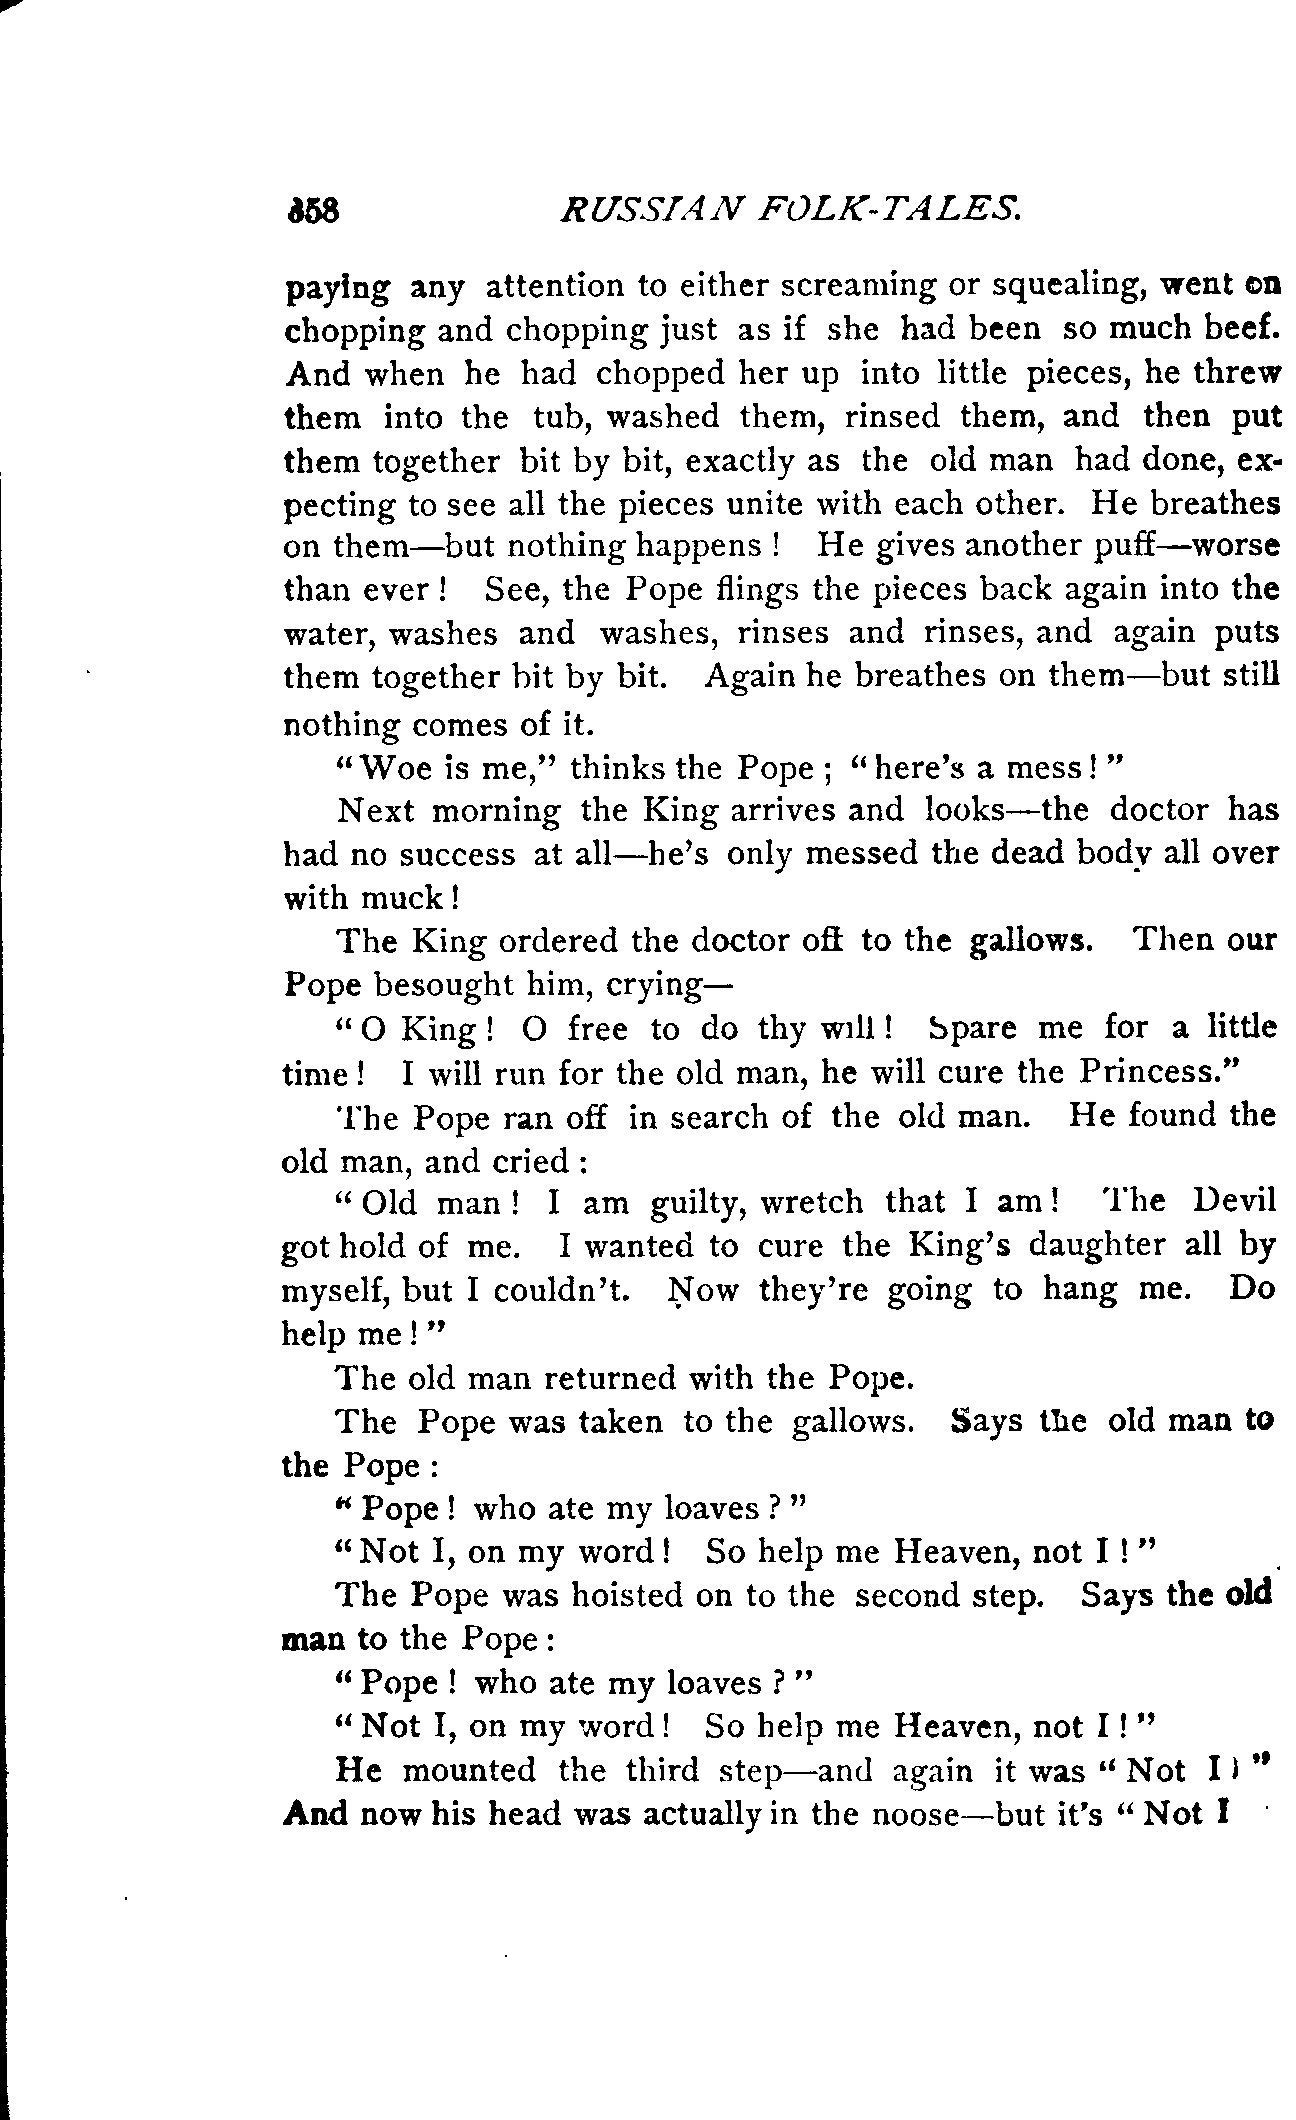 358 RUSSIAN FOLK-TALES.
paying any attention to either screaming or squealing, went on
chopping and chopping just as if she had been so much beef.
And when he had chopped her up into little pieces, he threw
them into the tub, washed them, rinsed them, and then put
them together bit by bit, exactly as the old man had done, ex-
pecting to see all the pieces unite with each other. He breathes
on them—but nothing happens! He gives another puff—worse
than ever! See, the Pope flings the pieces back again into the
water, washes and washes, rinses and rinses, and again puts
them together bit by bit. Again he breathes on them—but still
nothing comes of it.
"Woe is me," thinks the Pope; "here's a mess!"
Next morning the King arrives and looks—the doctor has
had no success at all—he's only messed the dead body all over
with muck!
The King ordered the doctor off to the gallows. Then our
Pope besought him, crying—
"O King! O free to do thy will! Spare me for a little
time! I will run for the old man, he will cure the Princess."
The Pope ran off in search of the old man. He found the
old man, and cried:
"Old man! I am guilty, wretch that I am! The Devil
got hold of me. I wanted to cure the King's daughter all by
myself, but I couldn't. Now they're going to hang me. Do
help me!"
The old man returned with the Pope.
The Pope was taken to the gallows. Says the old man to
the Pope:
"Pope! who ate my loaves?"
"Not I, on my word! So help me Heaven, not I!"
The Pope was hoisted on to the second step. Says the old
man to the Pope:
"Pope! who ate my loaves?"
"Not I, on my word! So help me Heaven, not I!"
He mounted the third step—and again it was "Not I!"
And now his head was actually in the noose—but it's "Not I